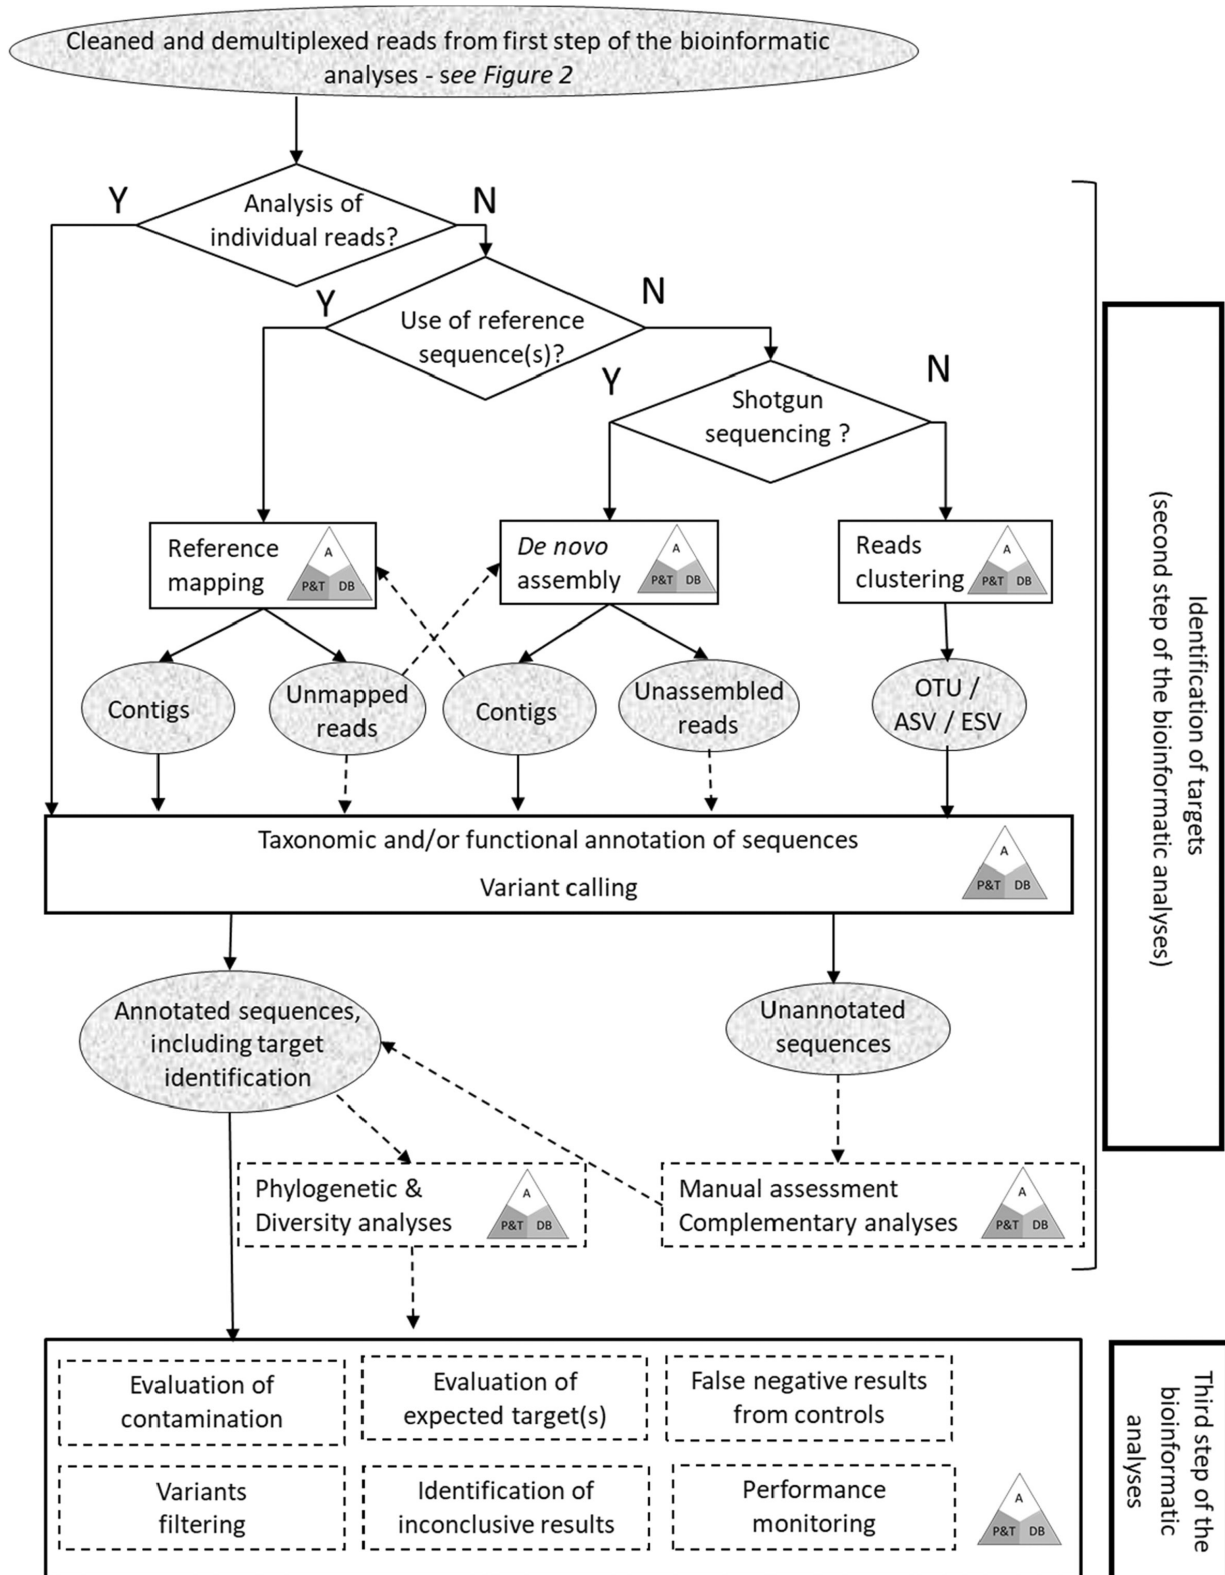 Cleaned and demultiplexed reads from first step of the bioinformatic
analyses - see Figure 2
Y
Analysis of
individual reads?
N
Y
Use of reference
sequence(s)?
N
Y
Shotgun
sequencing ?
N
Reference
mapping
A
P&T
DB
De novo
assembly
A
P&T
DB
Reads
clustering
A
P&T
DB
Contigs
Unmapped
reads
Contigs
Unassembled
reads
OTU /
ASV / ESV
Taxonomic and/or functional annotation of sequences
Variant calling
A
P&T
DB
Annotated sequences,
including target
identification
Unannotated
sequences
Phylogenetic &
Diversity analyses
A
P&T
DB
Manual assessment
Complementary analyses
A
P&T
DB
Identification of targets
(second step of the bioinformatic analyses)
Evaluation of
contamination
Evaluation of
expected target(s)
False negative results
from controls
Variants
filtering
Identification of
inconclusive results
Performance
monitoring
A
P&T
DB
Third step of the
bioinformatic
analyses